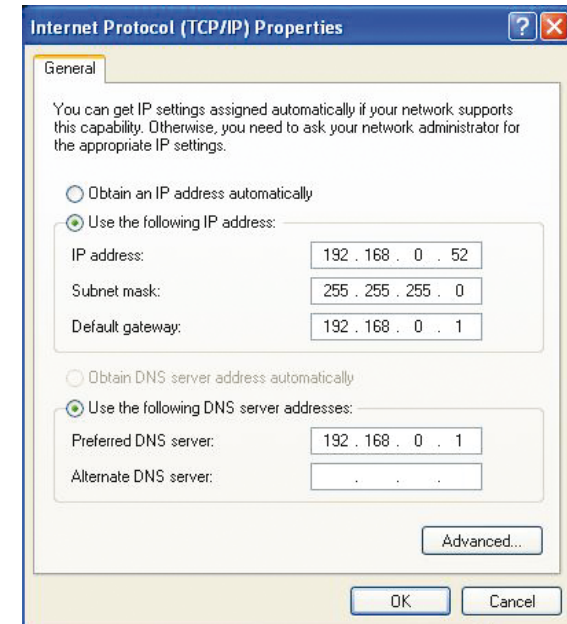 Internet Protocol (TCP/IP) Properties
General
You can get IP settings assigned automatically if your network supports
this capability. Otherwise, you need to ask your network administrator for
the appropriate IP settings.
Obtain an IP address automatically
Use the following IP address:
IP address: 192 . 168 . 0 . 52
Subnet mask: 255 . 255 . 255 . 0
Default gateway: 192 . 168 . 0 . 1
Obtain DNS server address automatically
Use the following DNS server addresses:
Preferred DNS server: 192 . 168 . 0 . 1
Alternate DNS server: . . .
Advanced...
OK Cancel